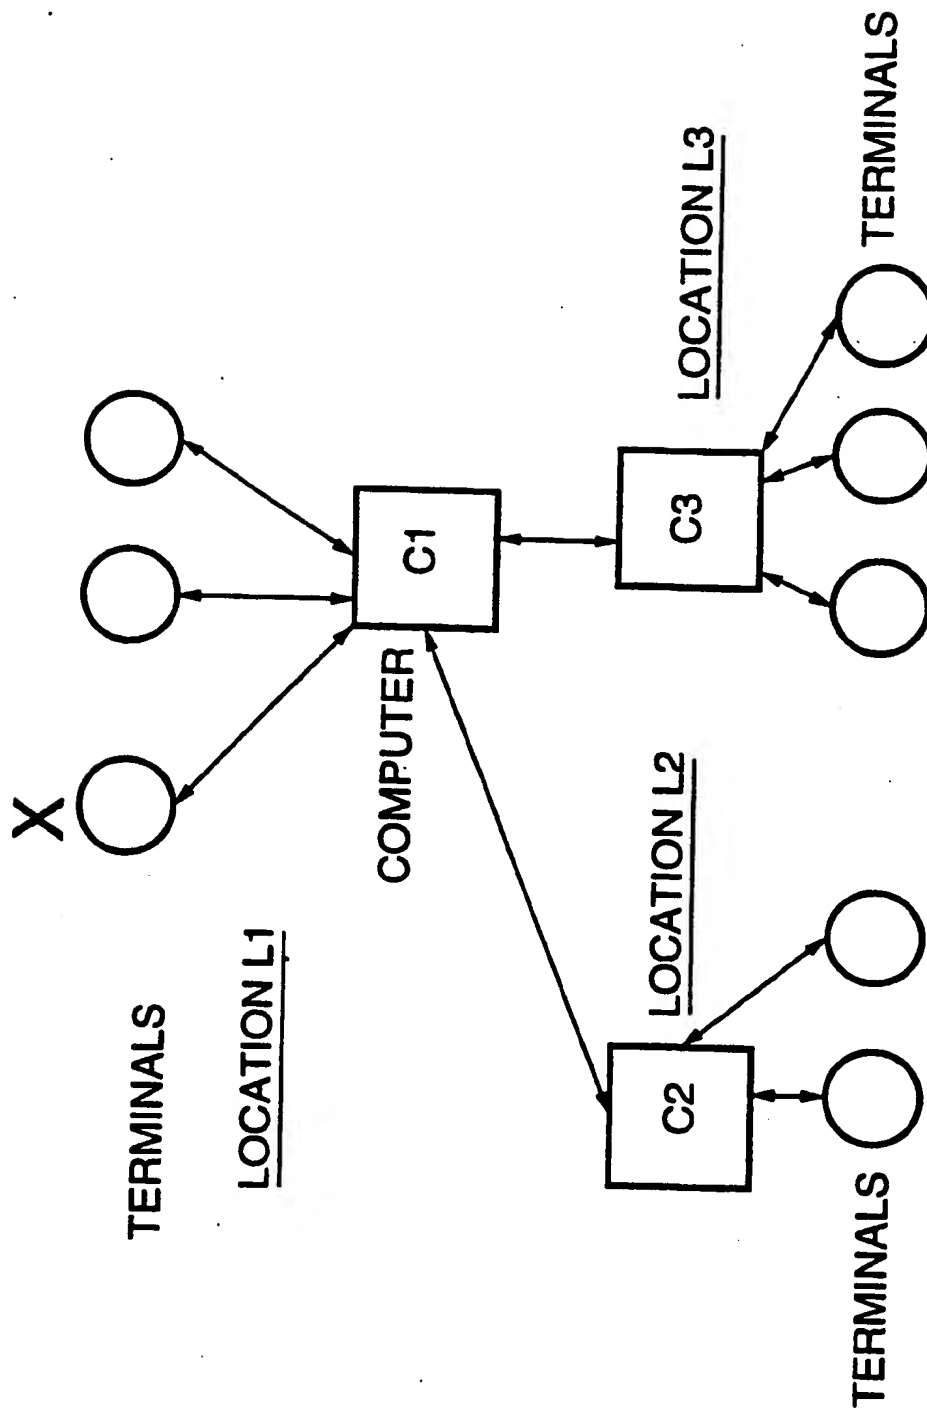 TERMINALS
LOCATION L1
X
COMPUTER
C1
LOCATION L2
C2
TERMINALS
LOCATION L3
C3
TERMINALS